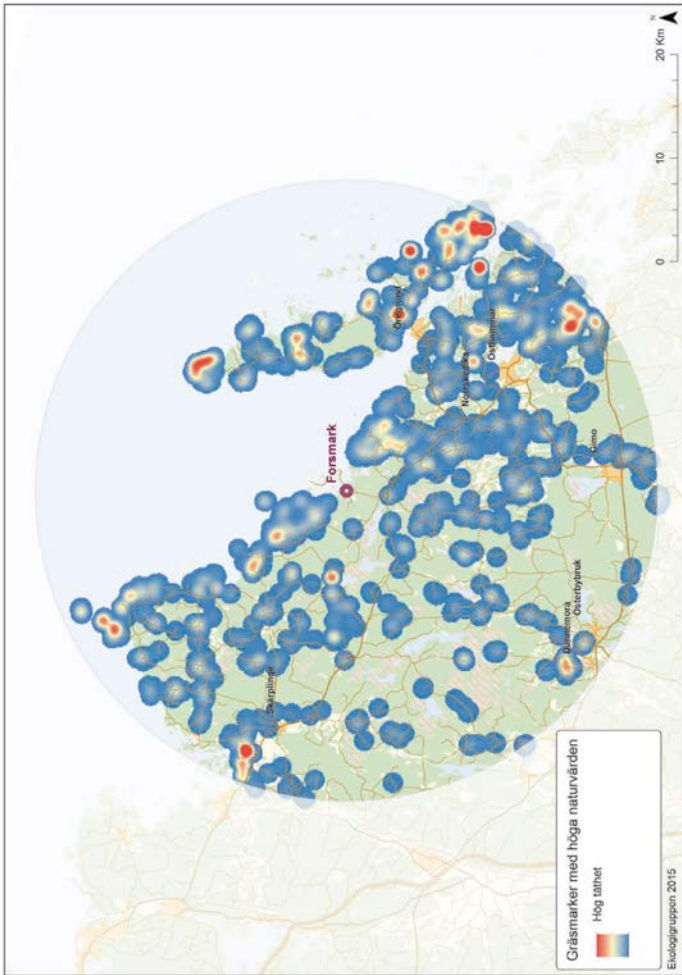 Forsmark
Öregrund
Norrskedika
Östhammar
Gimo
Skärplinge
Dannemora
Österbybruk
Gräsmarker med höga naturvärden
Hög täthet
Ekologigruppen 2015
N
0 10 20 Km